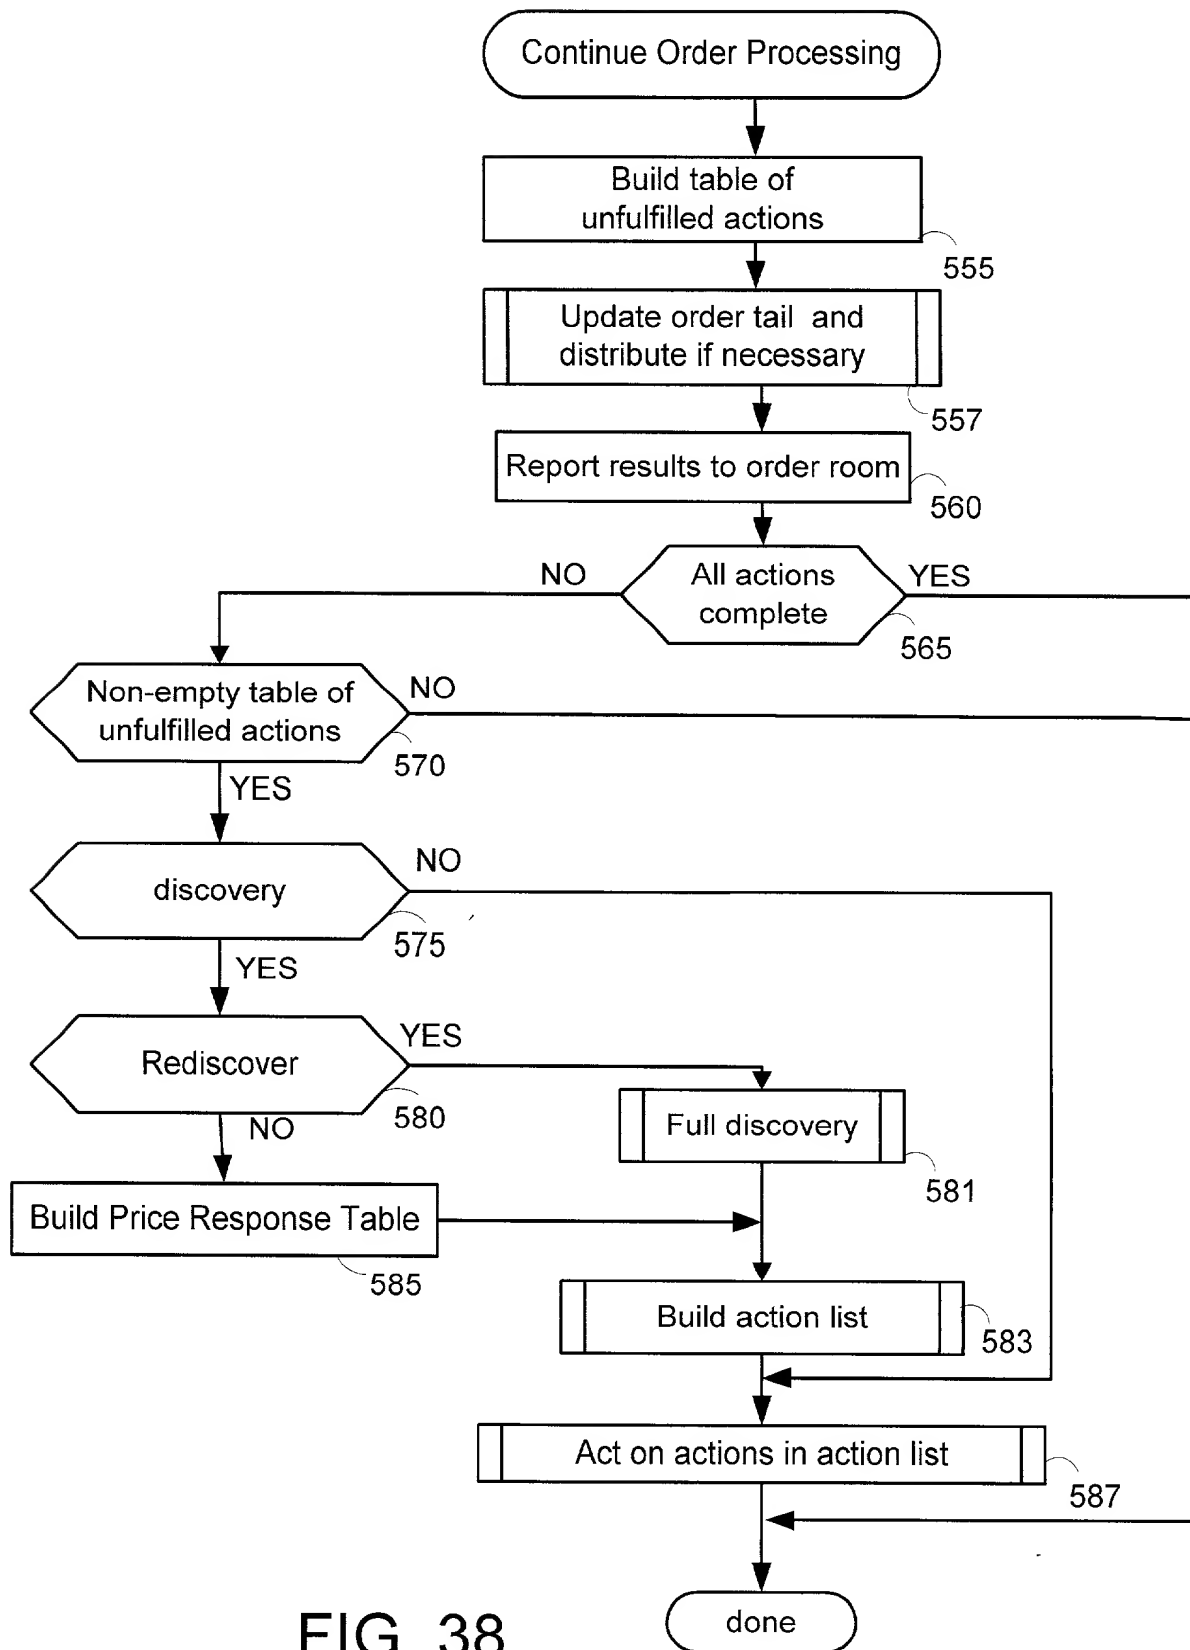 Continue Order Processing
Build table of
unfulfilled actions
555
Update order tail and
distribute if necessary
557
Report results to order room
560
NO
All actions
complete
YES
565
Non-empty table of
unfulfilled actions
NO
570
YES
discovery
NO
575
YES
Rediscover
YES
580
NO
Full discovery
581
Build Price Response Table
585
Build action list
583
Act on actions in action list
587
done
FIG. 38